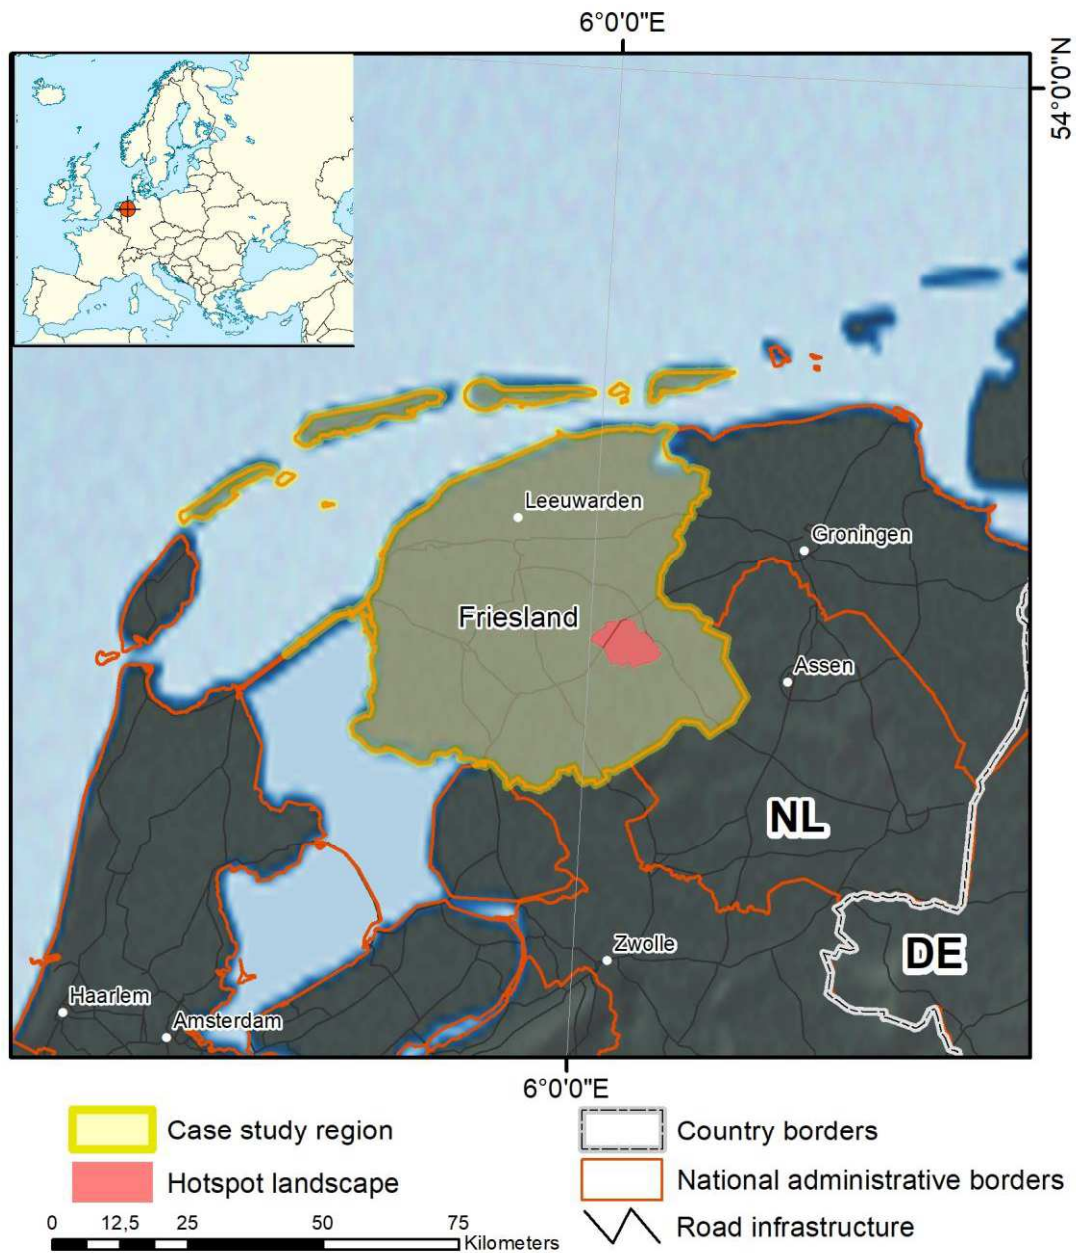 6°0'0"E
54°0'0"N
Leeuwarden
Groningen
Friesland
Assen
NL
Zwolle
DE
Haarlem
Amsterdam
6°0'0"E
Case study region
Country borders
Hotspot landscape
National administrative borders
Road infrastructure
0 12,5 25 50 75
Kilometers